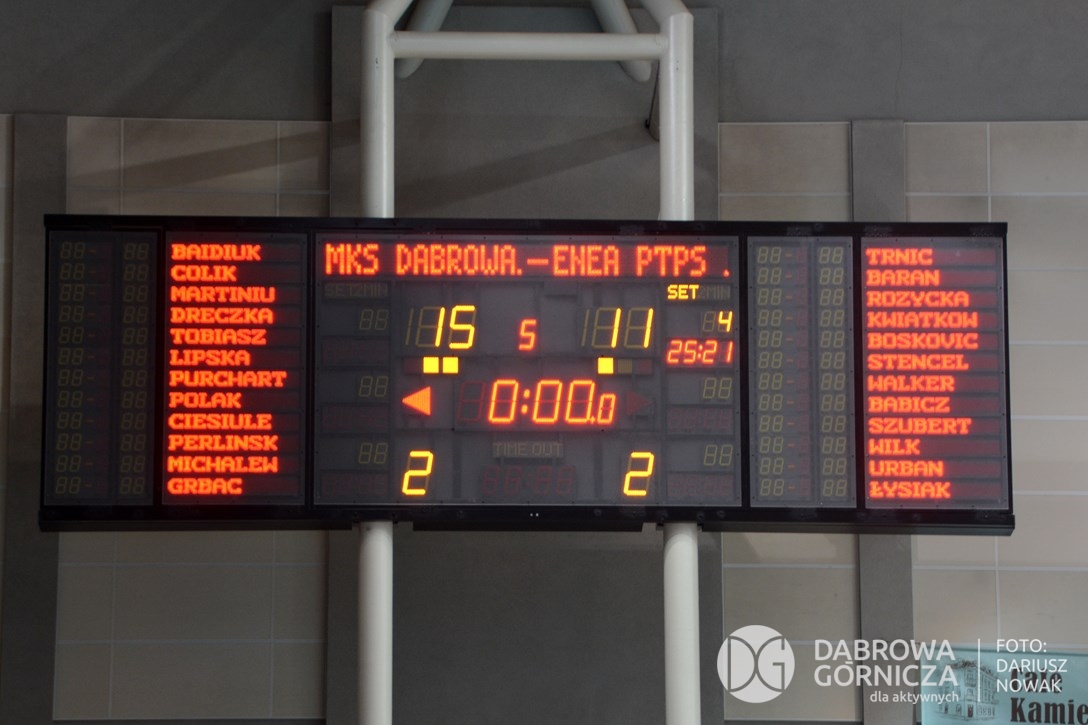 MKS DABROWA.-ENEA PTPS .
BAIDIUK
COLIK
MARTINIU
DRECZKA
TOBIASZ
LIPSKA
PURCHART
POLAK
CIESIULE
PERLINSK
MICHALEW
GRBAC
SET
15 5 11 4
25:21
0:00.0
TIME OUT
2 2
TRNIC
BARAN
ROZYCKA
KWIATKOW
BOSKOVIC
STENCEL
WALKER
BABICZ
SZUBERT
WILK
URBAN
ŁYSIAK
DG DĄBROWA
GÓRNICZA
dla aktywnych
FOTO:
DARIUSZ
NOWAK